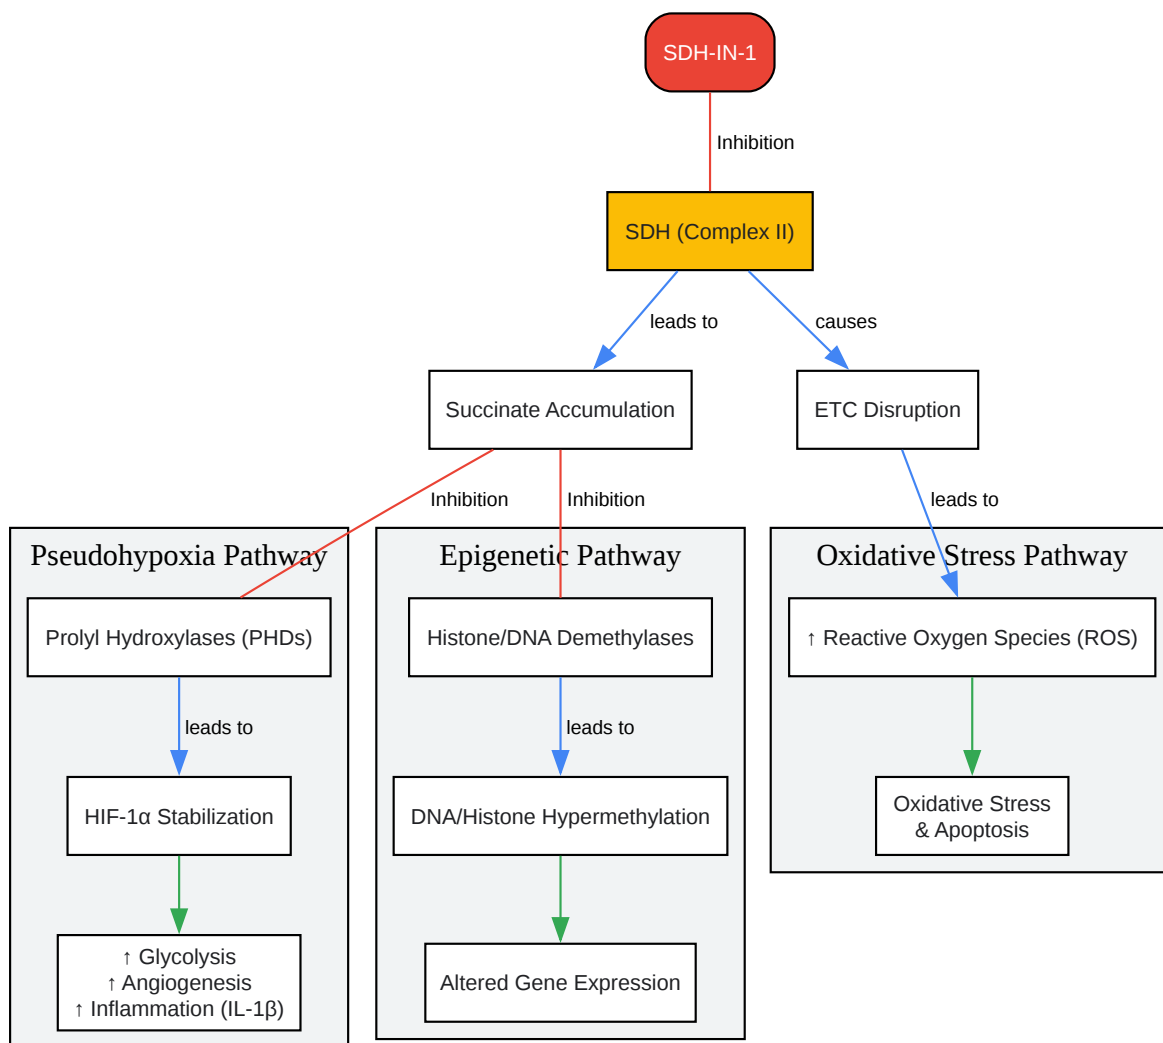 SDH-IN-1
Inhibition
SDH (Complex II)
leads to
causes
Succinate Accumulation
ETC Disruption
Inhibition
Inhibition
leads to
Pseudohypoxia Pathway
Epigenetic Pathway
Oxidative Stress Pathway
Prolyl Hydroxylases (PHDs)
Histone/DNA Demethylases
↑ Reactive Oxygen Species (ROS)
leads to
leads to
HIF-1α Stabilization
DNA/Histone Hypermethylation
Oxidative Stress
& Apoptosis
↑ Glycolysis
↑ Angiogenesis
↑ Inflammation (IL-1β)
Altered Gene Expression